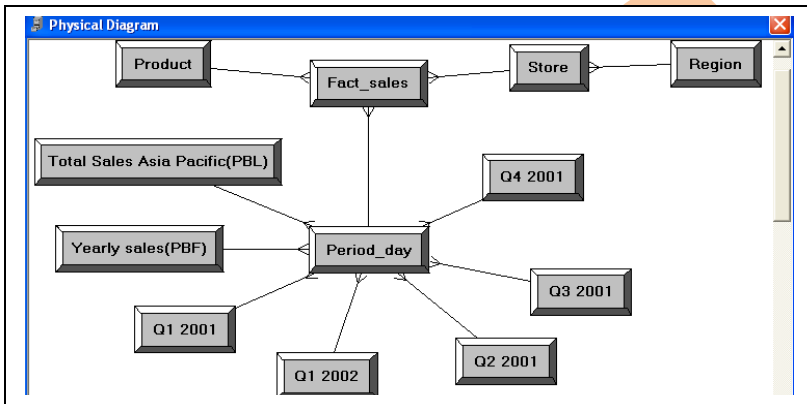 Physical Diagram
Product
Fact_sales
Store
Region
Total Sales Asia Pacific(PBL)
Q4 2001
Yearly sales(PBF)
Period_day
Q3 2001
Q1 2001
Q1 2002
Q2 2001